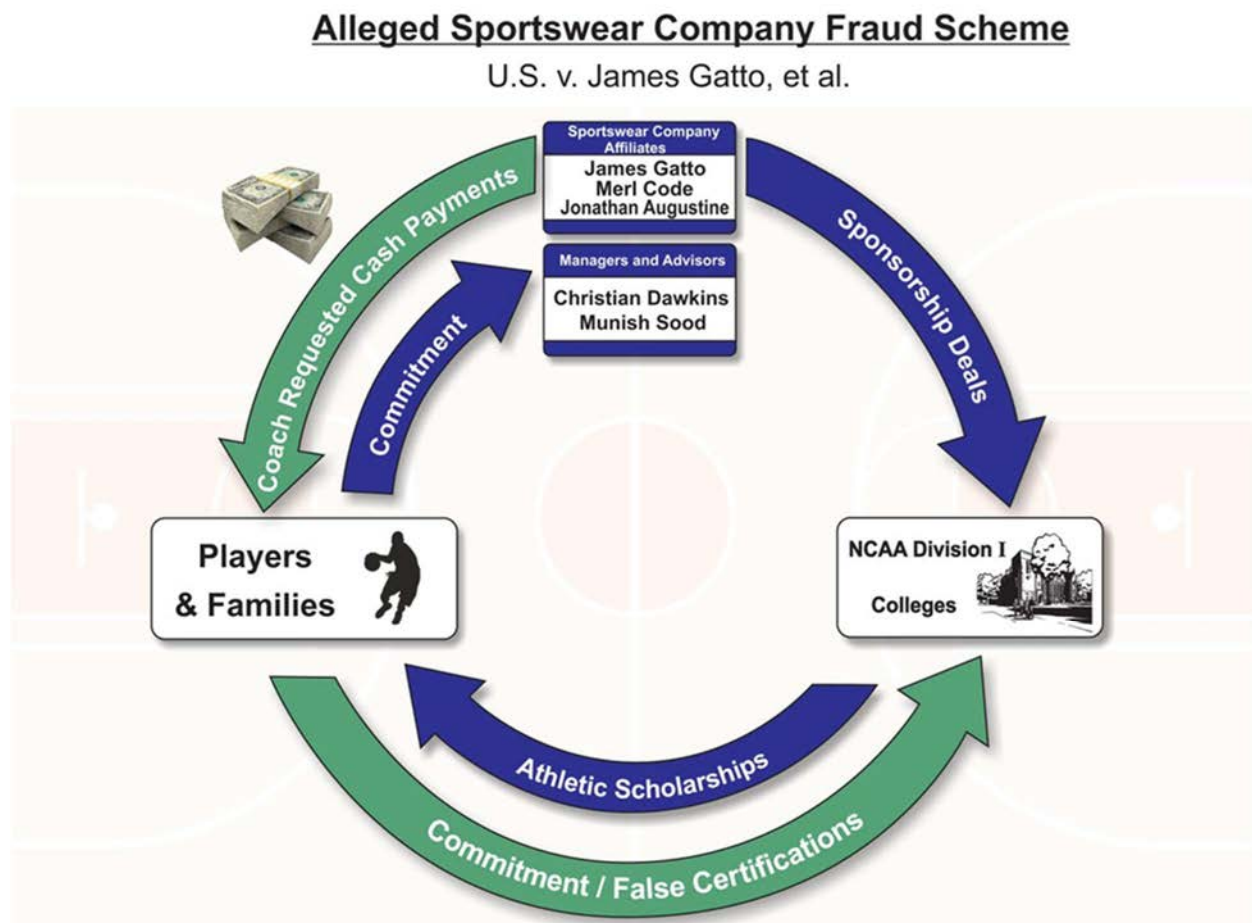 Alleged Sportswear Company Fraud Scheme
U.S. v. James Gatto, et al.
Sportswear Company
Affiliates
James Gatto
Merl Code
Jonathan Augustine
Managers and Advisors
Christian Dawkins
Munish Sood
Coach Requested Cash Payments
Commitment
Sponsorship Deals
Players
& Families
NCAA Division I
Colleges
Athletic Scholarships
Commitment / False Certifications